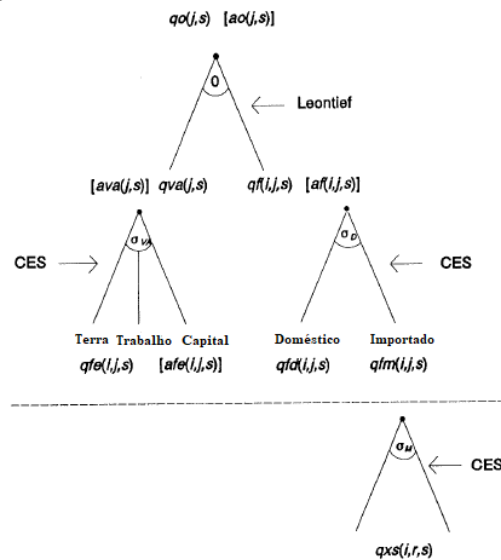 qo(j,s) [ao(j,s)]
0
Leontief
[ava(j,s)] qva(j,s) qf(i,j,s) [af(i,j,s)]
σVA σD
CES CES
Terra Trabalho Capital Doméstico Importado
qfe(i,j,s) [afe(i,j,s)] qfd(i,j,s) qfm(i,j,s)
σM
CES
qxs(i,r,s)